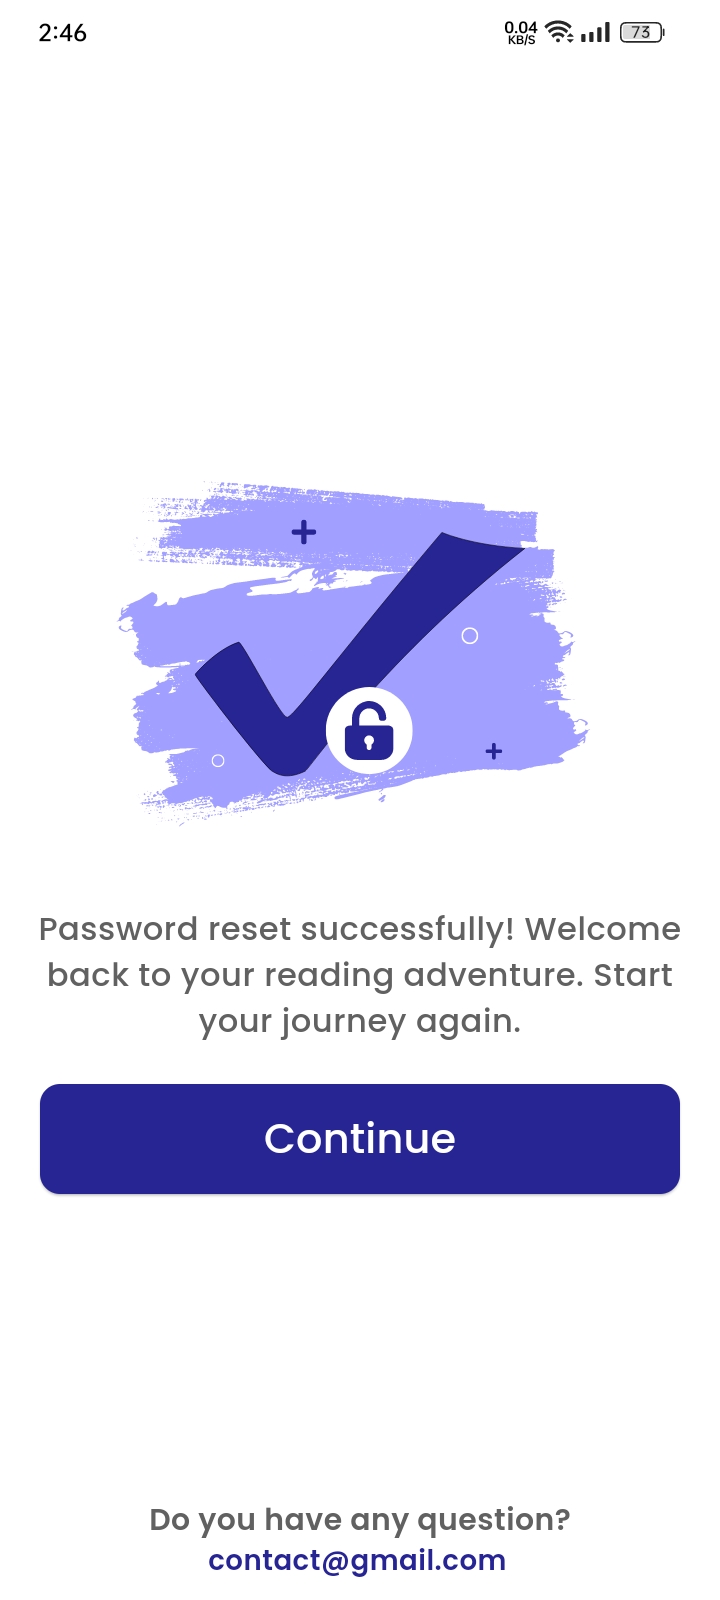 2:46
0.04
KB/S
73
Password reset successfully! Welcome
back to your reading adventure. Start
your journey again.
Continue
Do you have any question?
contact@gmail.com